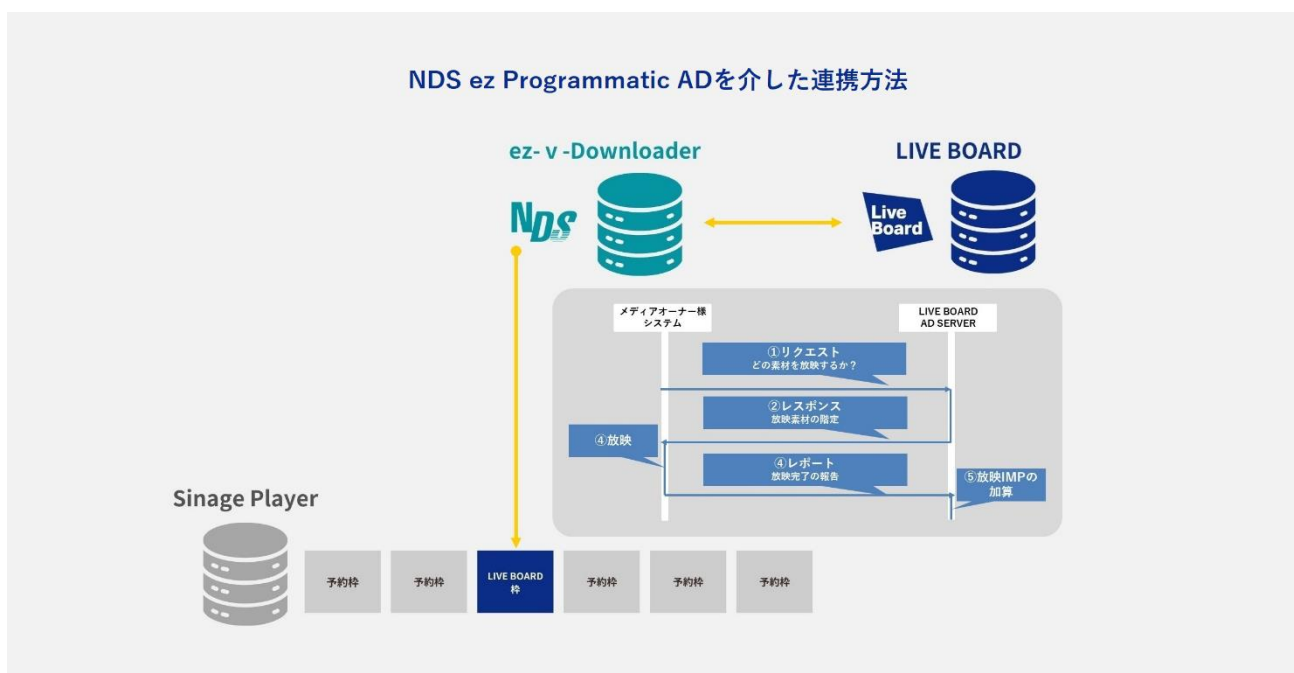 NDS ez Programmatic ADを介した連携方法
ez- v -Downloader
LIVE BOARD
NDS
Live
Board
メディアオーナー様
システム
LIVE BOARD
AD SERVER
①リクエスト
どの素材を放映するか？
②レスポンス
放映素材の指定
④放映
④レポート
放映完了の報告
⑤放映IMPの
加算
Sinage Player
予約枠
予約枠
LIVE BOARD
枠
予約枠
予約枠
予約枠